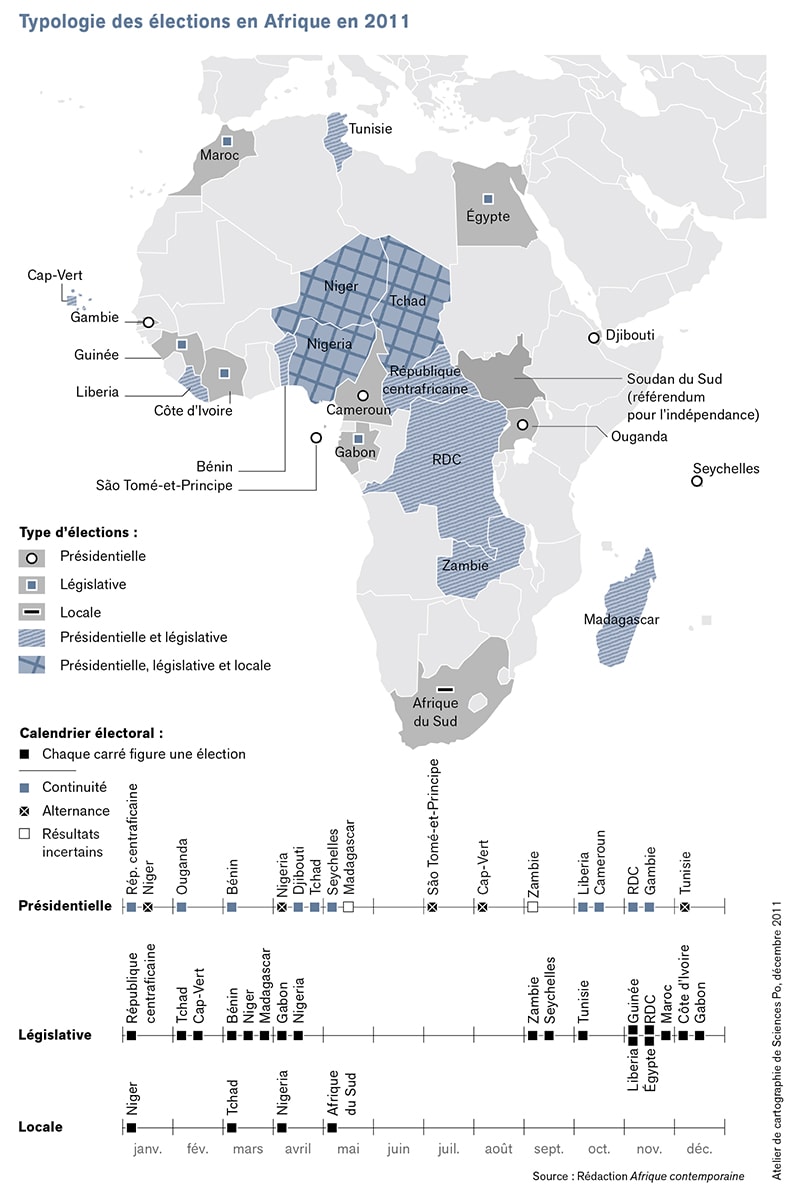 Typologie des élections en Afrique en 2011
Tunisie
Maroc
Égypte
Cap-Vert
Niger
Tchad
Gambie
Nigeria
Djibouti
Guinée
République
centrafricaine
Soudan du Sud
(référendum
pour l'indépendance)
Liberia
Côte d'Ivoire
Cameroun
Ouganda
Gabon
Bénin
RDC
Seychelles
São Tomé-et-Principe
Type d'élections :
Présidentielle
Législative
Locale
Présidentielle et législative
Présidentielle, législative et locale
Zambie
Madagascar
Afrique
du Sud
Calendrier électoral :
Chaque carré figure une élection
Continuité
Alternance
Résultats
incertains
Présidentielle
Rép. centraficaine
Niger
Ouganda
Bénin
Nigeria
Djibouti
Tchad
Seychelles
Madagascar
São Tomé-et-Principe
Cap-Vert
Zambie
Liberia
Cameroun
RDC
Gambie
Tunisie
Législative
République
centraficaine
Tchad
Cap-Vert
Bénin
Niger
Madagascar
Gabon
Nigeria
Zambie
Seychelles
Tunisie
Guinée
RDC
Maroc
Côte d'Ivoire
Gabon
Liberia
Égypte
Locale
Niger
Tchad
Nigeria
Afrique
du Sud
janv. fév. mars avril mai juin juil. août sept. oct. nov. déc.
Source : Rédaction Afrique contemporaine
Atelier de cartographie de Sciences Po, décembre 2011